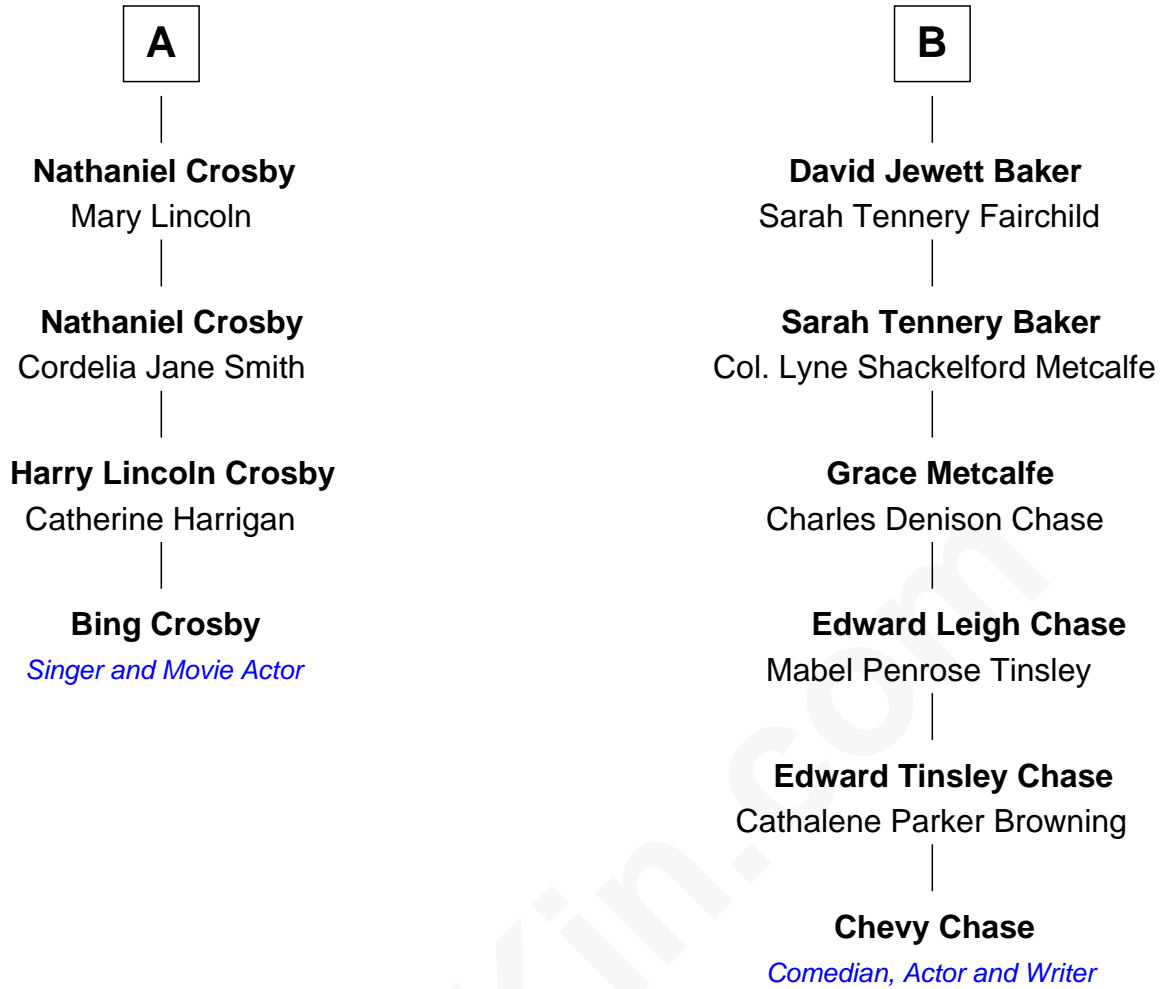 A
Nathaniel Crosby
Mary Lincoln
Nathaniel Crosby
Cordelia Jane Smith
Harry Lincoln Crosby
Catherine Harrigan
Bing Crosby
Singer and Movie Actor
B
David Jewett Baker
Sarah Tennery Fairchild
Sarah Tennery Baker
Col. Lyne Shackelford Metcalfe
Grace Metcalfe
Charles Denison Chase
Edward Leigh Chase
Mabel Penrose Tinsley
Edward Tinsley Chase
Cathalene Parker Browning
Chevy Chase
Comedian, Actor and Writer